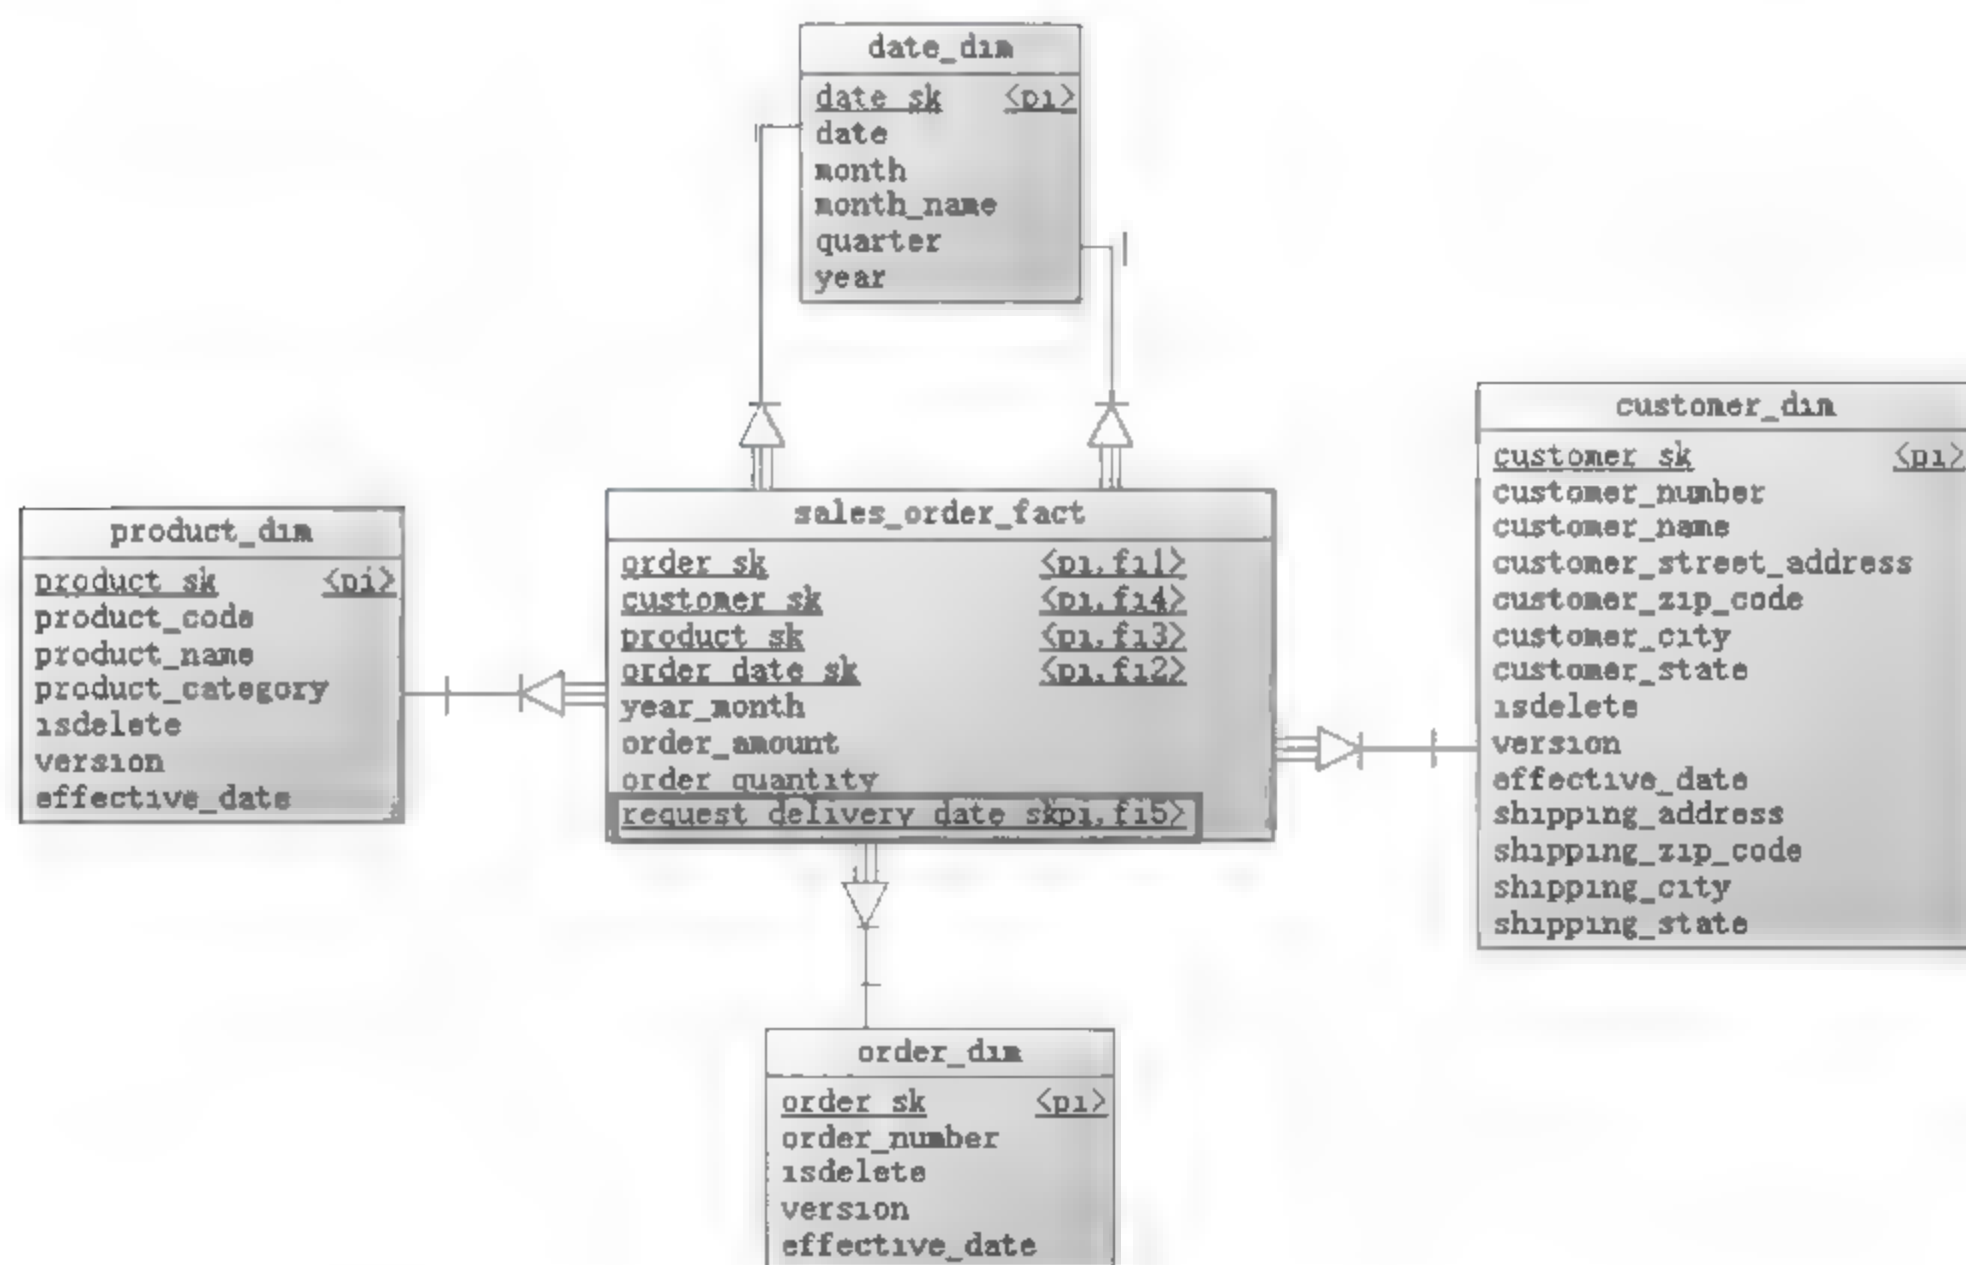 date_dim
date_sk <pi>
date
month
month_name
quarter
year
product_dim
product_sk <pi>
product_code
product_name
product_category
isdelete
version
effective_date
sales_order_fact
order_sk <pi,fi1>
customer_sk <pi,fi4>
product_sk <pi,fi3>
order_date_sk <pi,fi2>
year_month
order_amount
order_quantity
request_delivery_date_skpi,fi5>
customer_dim
customer_sk <pi>
customer_number
customer_name
customer_street_address
customer_zip_code
customer_city
customer_state
isdelete
version
effective_date
shipping_address
shipping_zip_code
shipping_city
shipping_state
order_dim
order_sk <pi>
order_number
isdelete
version
effective_date